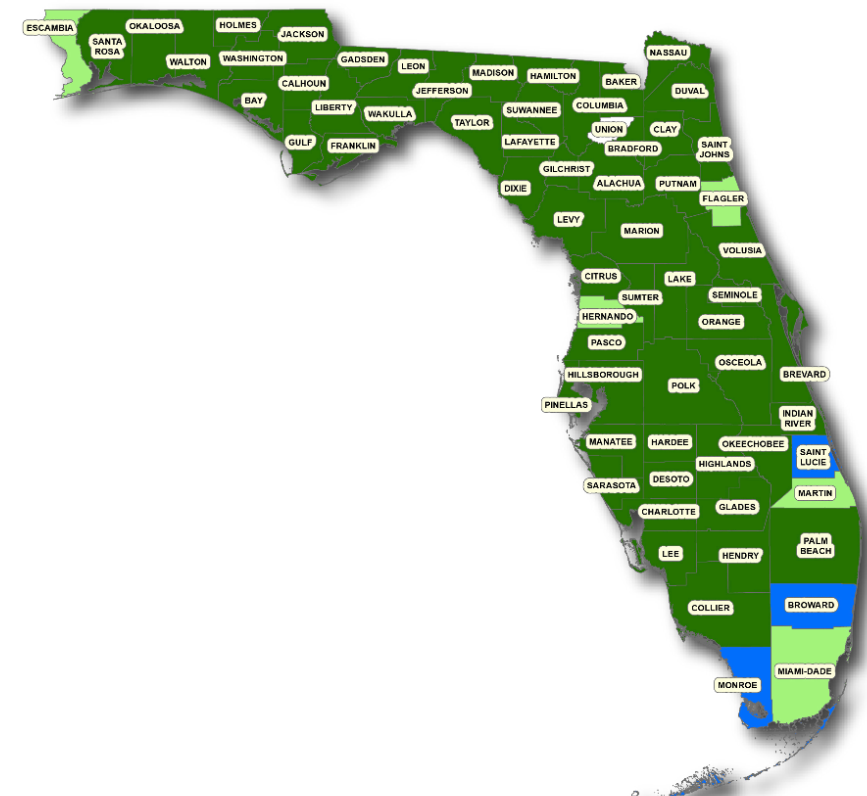 ESCAMBIA
SANTA
ROSA
OKALOOSA
WALTON
HOLMES
WASHINGTON
JACKSON
BAY
CALHOUN
GULF
LIBERTY
GADSDEN
FRANKLIN
WAKULLA
LEON
JEFFERSON
MADISON
TAYLOR
HAMILTON
SUWANNEE
LAFAYETTE
DIXIE
COLUMBIA
GILCHRIST
BAKER
NASSAU
DUVAL
UNION
CLAY
BRADFORD
SAINT
JOHNS
ALACHUA
PUTNAM
FLAGLER
LEVY
MARION
VOLUSIA
CITRUS
LAKE
SUMTER
SEMINOLE
HERNANDO
ORANGE
PASCO
OSCEOLA
HILLSBOROUGH
POLK
BREVARD
PINELLAS
INDIAN
RIVER
MANATEE
HARDEE
OKEECHOBEE
SAINT
LUCIE
HIGHLANDS
SARASOTA
DESOTO
MARTIN
CHARLOTTE
GLADES
LEE
HENDRY
PALM
BEACH
COLLIER
BROWARD
MIAMI-DADE
MONROE